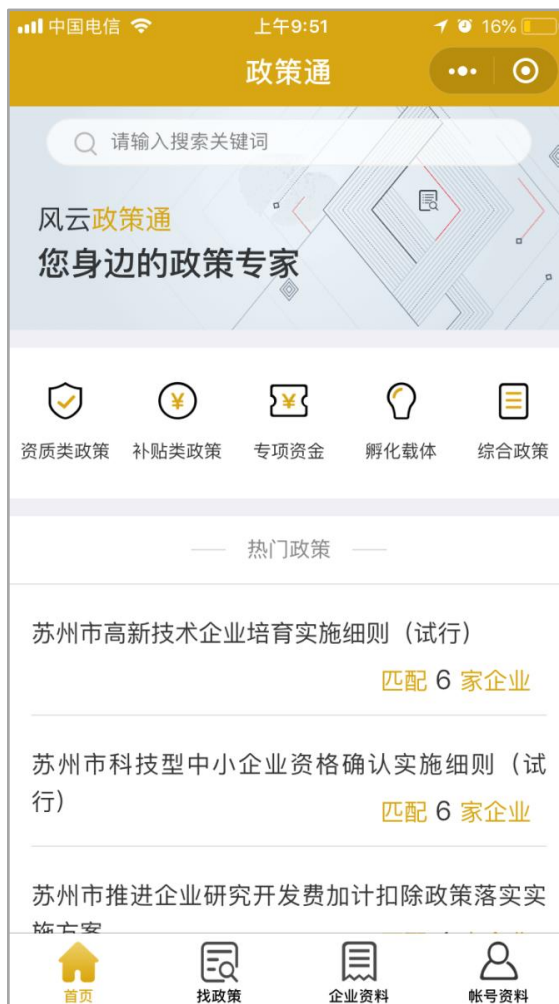 中国电信 上午9:51 16%
政策通
请输入搜索关键词
风云政策通
您身边的政策专家
资质类政策 补贴类政策 专项资金 孵化载体 综合政策
热门政策
苏州市高新技术企业培育实施细则（试行）
匹配 6 家企业
苏州市科技型中小企业资格确认实施细则（试
行）
匹配 6 家企业
苏州市推进企业研究开发费加计扣除政策落实实
施方案
首页 找政策 企业资料 帐号资料